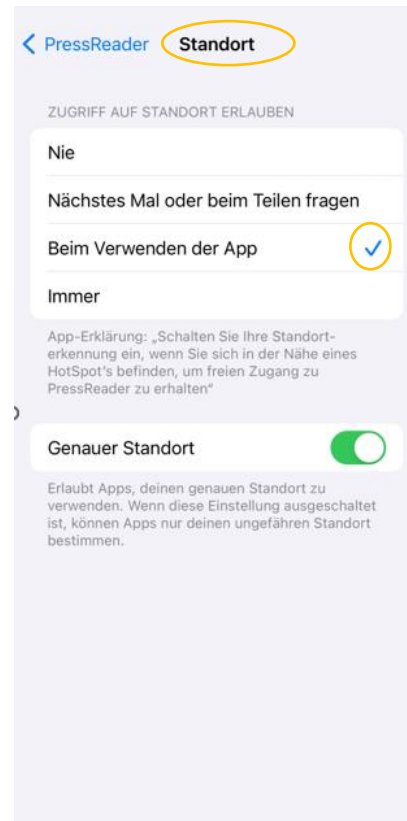 PressReader Standort
ZUGRIFF AUF STANDORT ERLAUBEN
Nie
Nächstes Mal oder beim Teilen fragen
Beim Verwenden der App
Immer
App-Erklärung: „Schalten Sie Ihre Standort-
erkennung ein, wenn Sie sich in der Nähe eines
HotSpot's befinden, um freien Zugang zu
PressReader zu erhalten“
Genauer Standort
Erlaubt Apps, deinen genauen Standort zu
verwenden. Wenn diese Einstellung ausgeschaltet
ist, können Apps nur deinen ungefähren Standort
bestimmen.